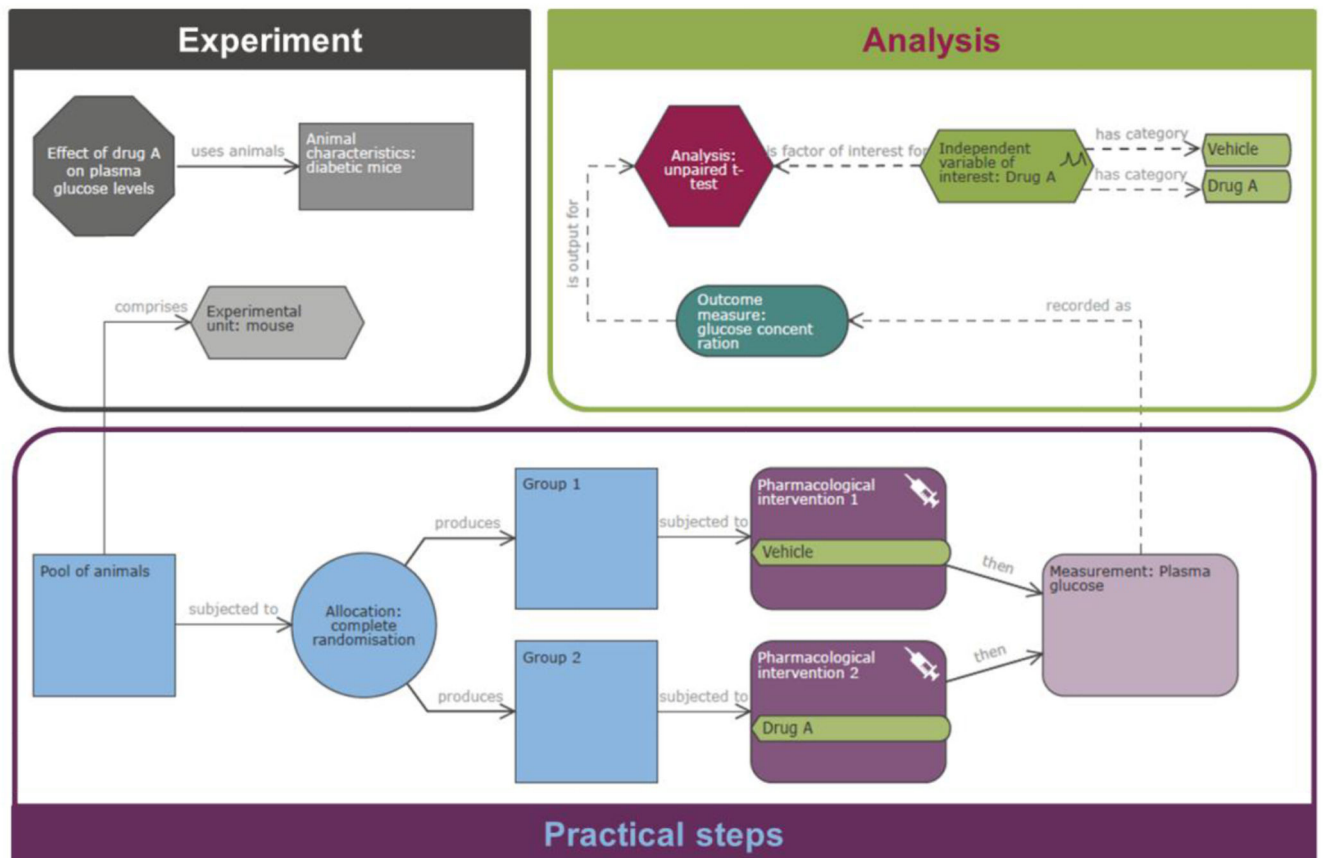 Experiment
Effect of drug A
on plasma
glucose levels
uses animals
Animal
characteristics:
diabetic mice
comprises
Experimental
unit: mouse
Analysis
Analysis:
unpaired t-
test
is factor of interest for
Independent
variable of
interest: Drug A
has category
Vehicle
has category
Drug A
is output for
Outcome
measure:
glucose concent
ration
recorded as
Pool of animals
subjected to
Allocation:
complete
randomisation
produces
Group 1
subjected to
Pharmacological
intervention 1
Vehicle
then
produces
Group 2
subjected to
Pharmacological
intervention 2
Drug A
then
Measurement: Plasma
glucose
Practical steps